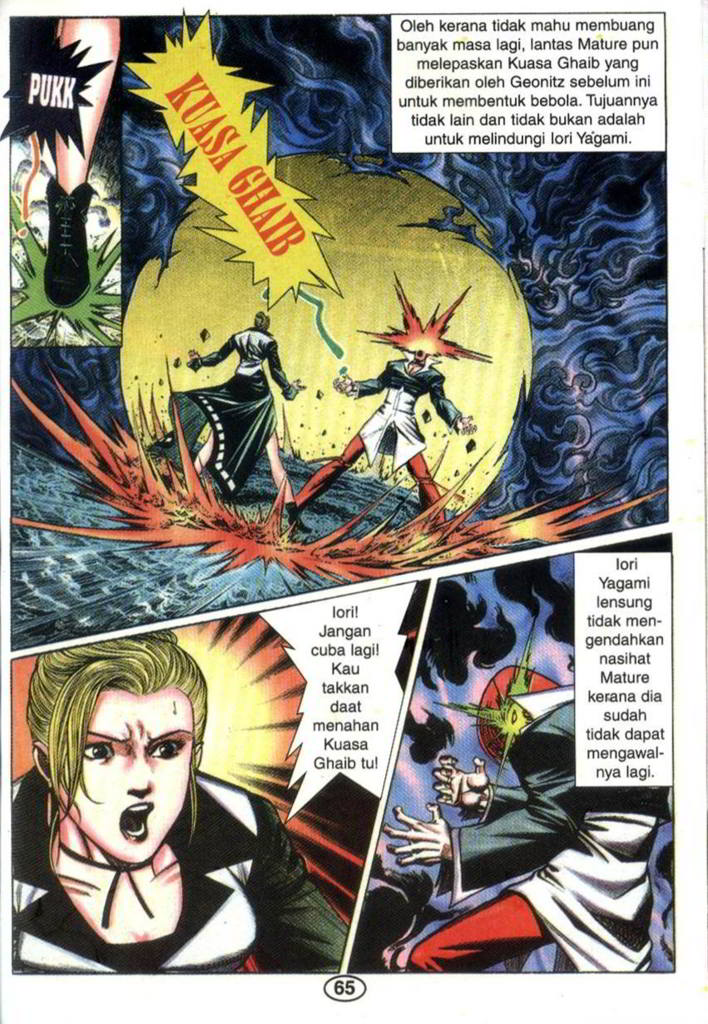 PUKK
KUASA GHAIB
Oleh kerana tidak mahu membuang
banyak masa lagi, lantas Mature pun
melepaskan Kuasa Ghaib yang
diberikan oleh Geonitz sebelum ini
untuk membentuk bebola. Tujuannya
tidak lain dan tidak bukan adalah
untuk melindungi Iori Yagami.
Iori!
Jangan
cuba lagi!
Kau
takkan
daat
menahan
Kuasa
Ghaib tu!
Iori
Yagami
lensung
tidak men-
gendahkan
nasihat
Mature
kerana dia
sudah
tidak dapat
mengawal-
nya lagi.
65